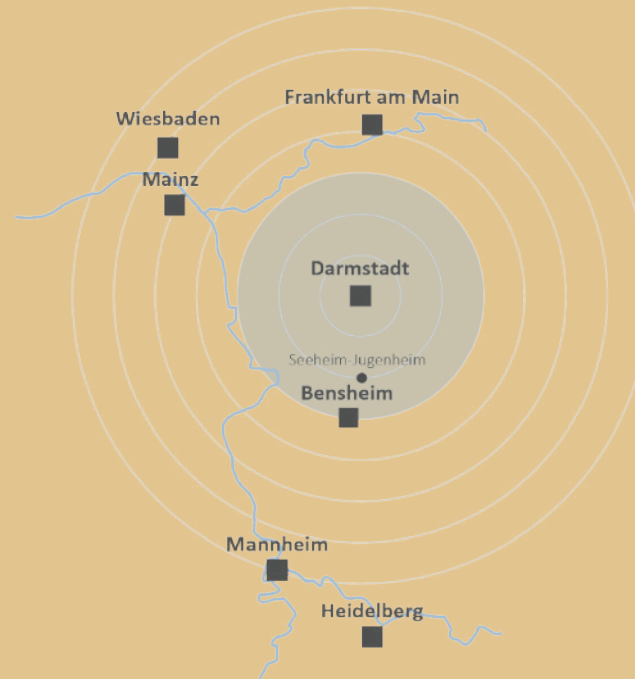 Frankfurt am Main
Wiesbaden
Mainz
Darmstadt
Seeheim-Jugenheim
Bensheim
Mannheim
Heidelberg